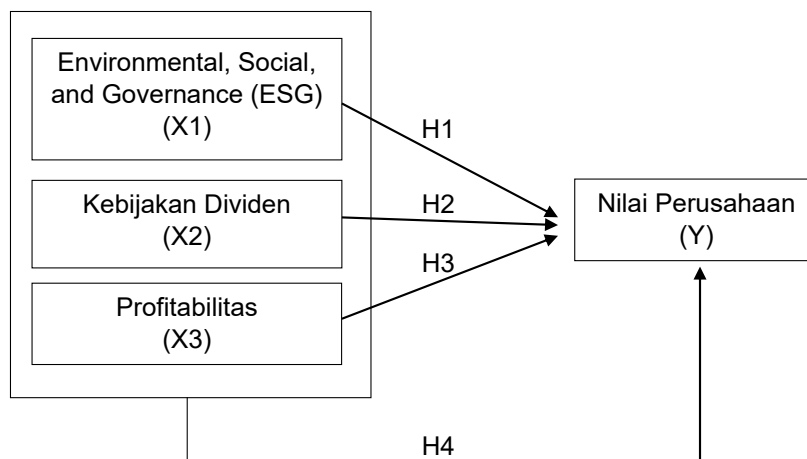 Environmental, Social,
and Governance (ESG)
(X1)
H1
Kebijakan Dividen
(X2)
H2
Nilai Perusahaan
(Y)
H3
Profitabilitas
(X3)
H4